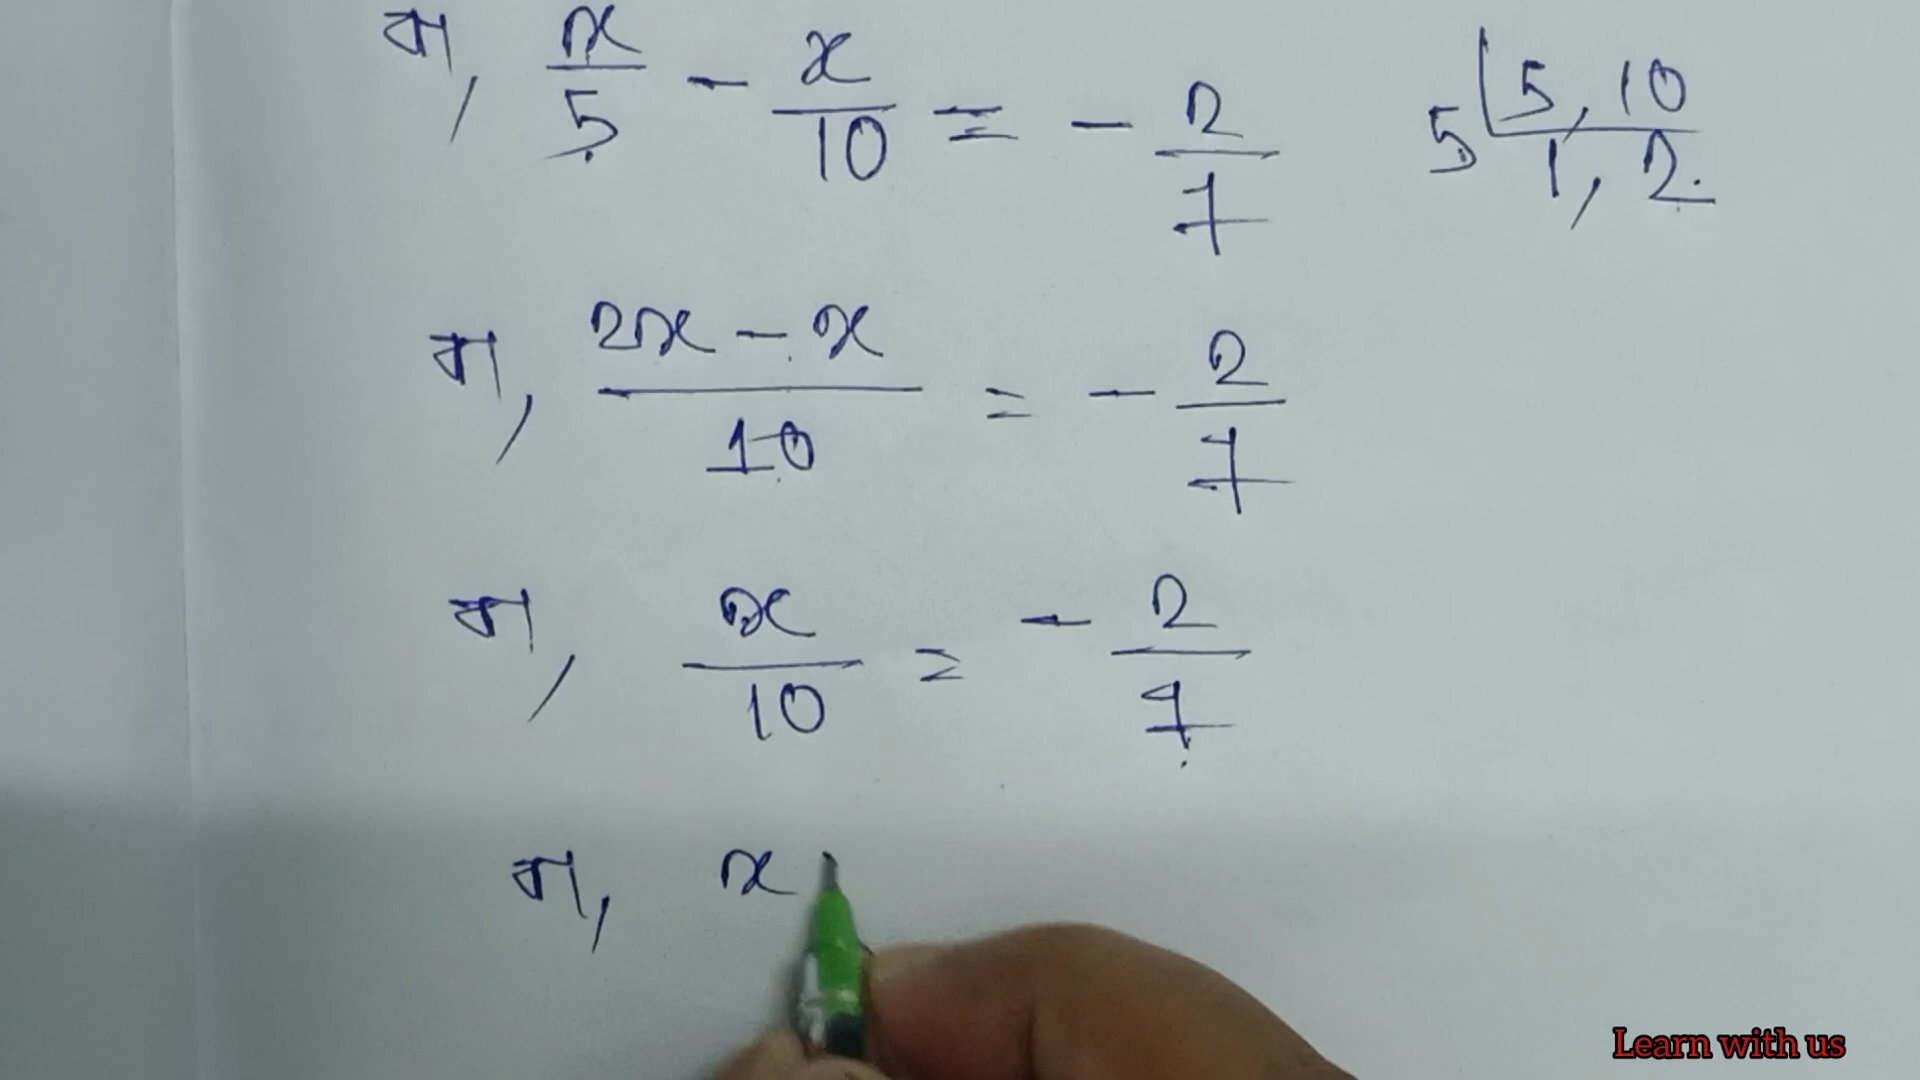 বা, x/5 - x/10 = - 2/7
5 | 5, 10
1, 2
বা, 2x - x/10 = - 2/7
বা, x/10 = - 2/7
বা, x
Learn with us